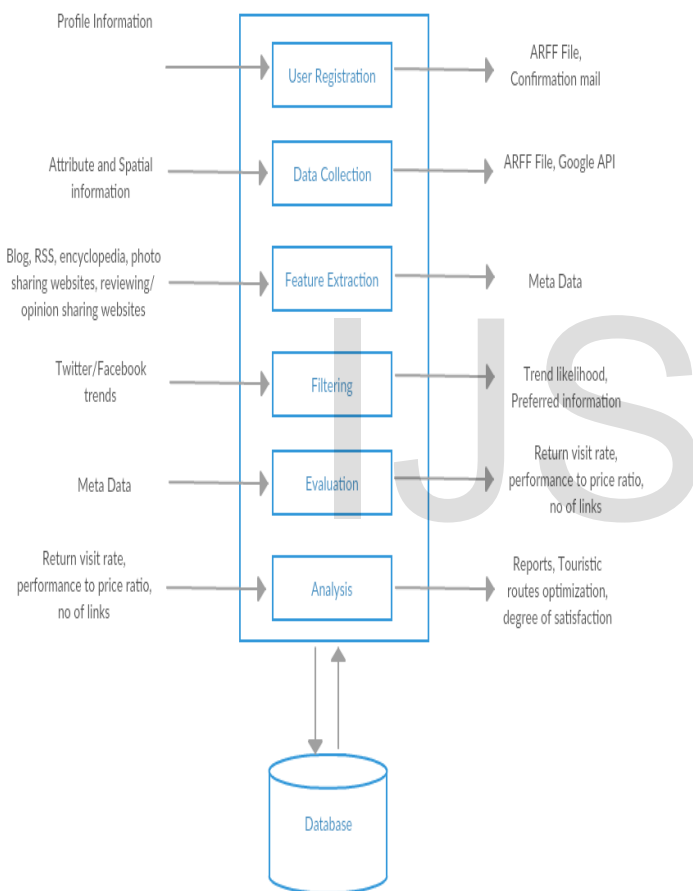 Profile Information
User Registration
ARFF File,
Confirmation mail
Attribute and Spatial
information
Data Collection
ARFF File, Google API
Blog, RSS, encyclopedia, photo
sharing websites, reviewing/
opinion sharing websites
Feature Extraction
Meta Data
Twitter/Facebook
trends
Filtering
Trend likelihood,
Preferred information
Meta Data
Evaluation
Return visit rate,
performance to price ratio,
no of links
Return visit rate,
performance to price ratio,
no of links
Analysis
Reports, Touristic
routes optimization,
degree of satisfaction
Database
IJS